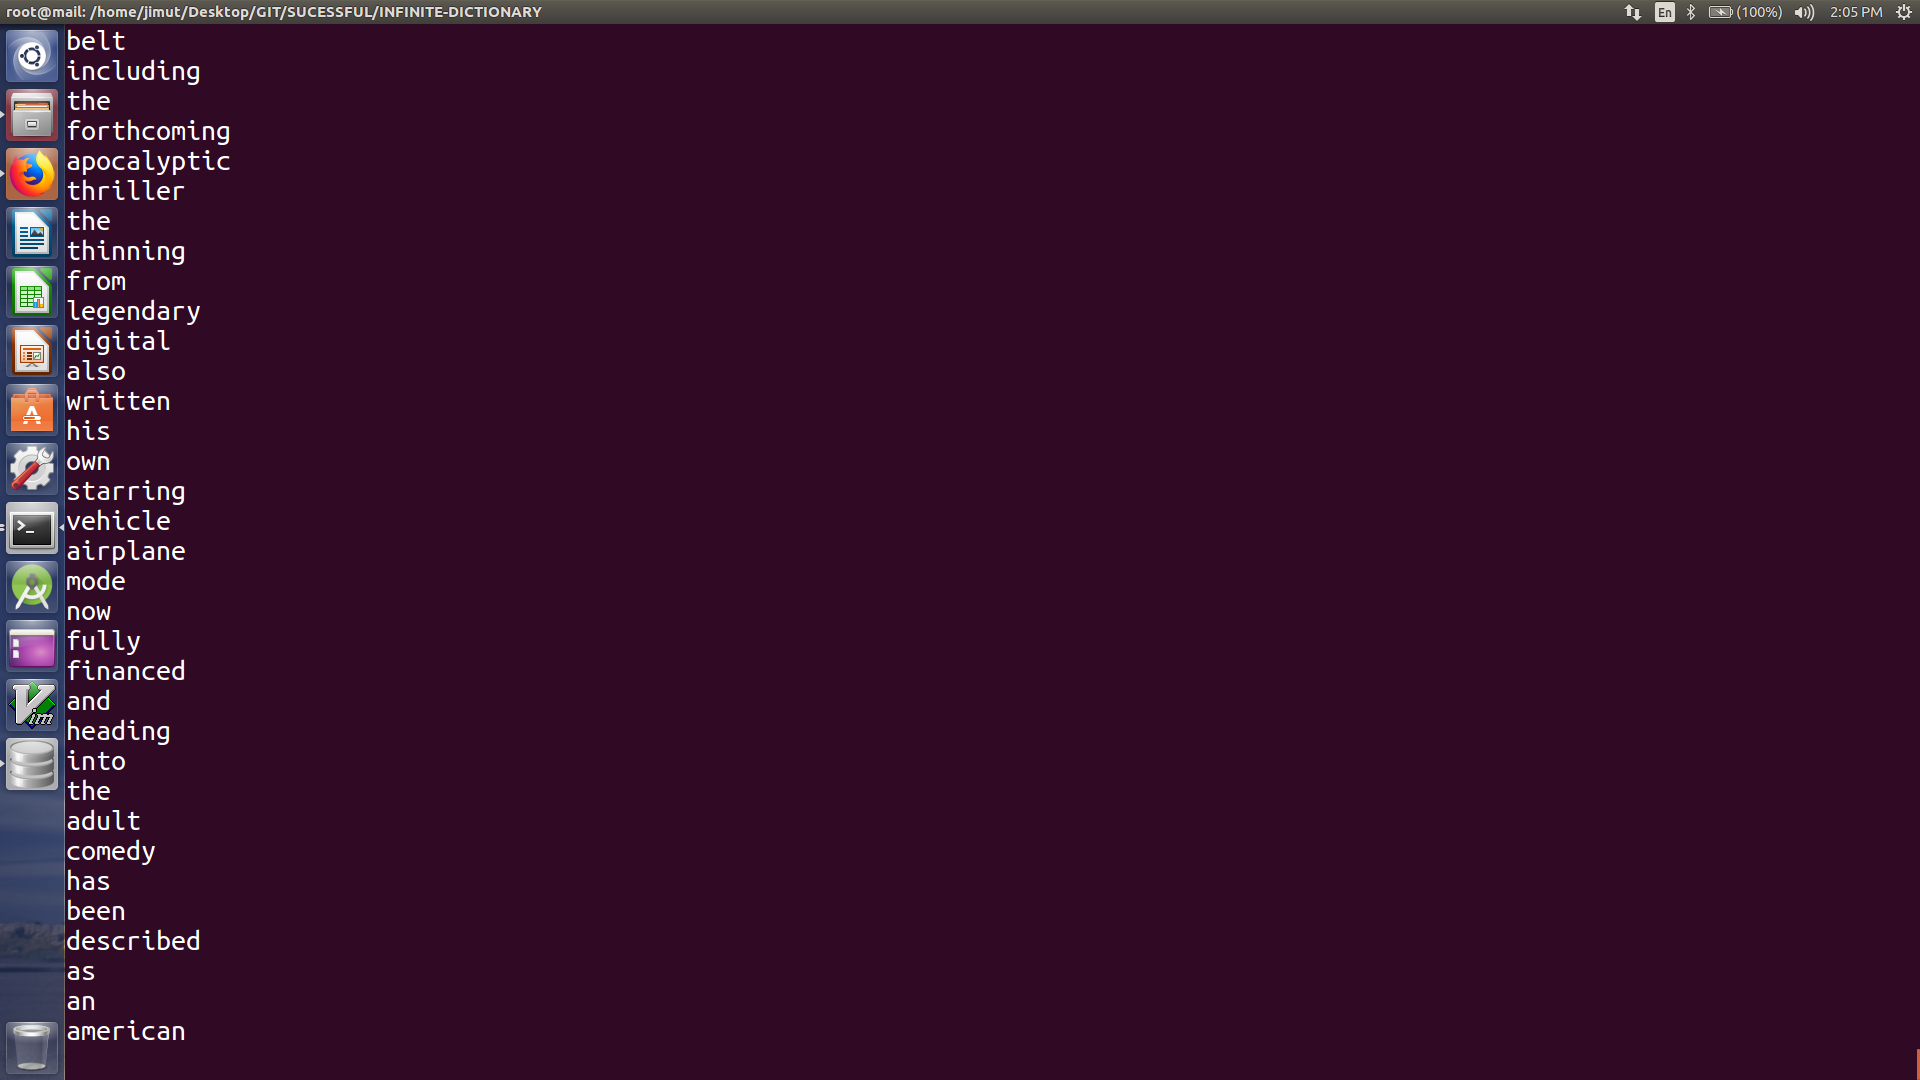 root@mail: /home/jimut/Desktop/GIT/SUCESSFUL/INFINITE-DICTIONARY En (100%) 2:05 PM
belt
including
the
forthcoming
apocalyptic
thriller
the
thinning
from
legendary
digital
also
written
his
own
starring
vehicle
airplane
mode
now
fully
financed
and
heading
into
the
adult
comedy
has
been
described
as
an
american